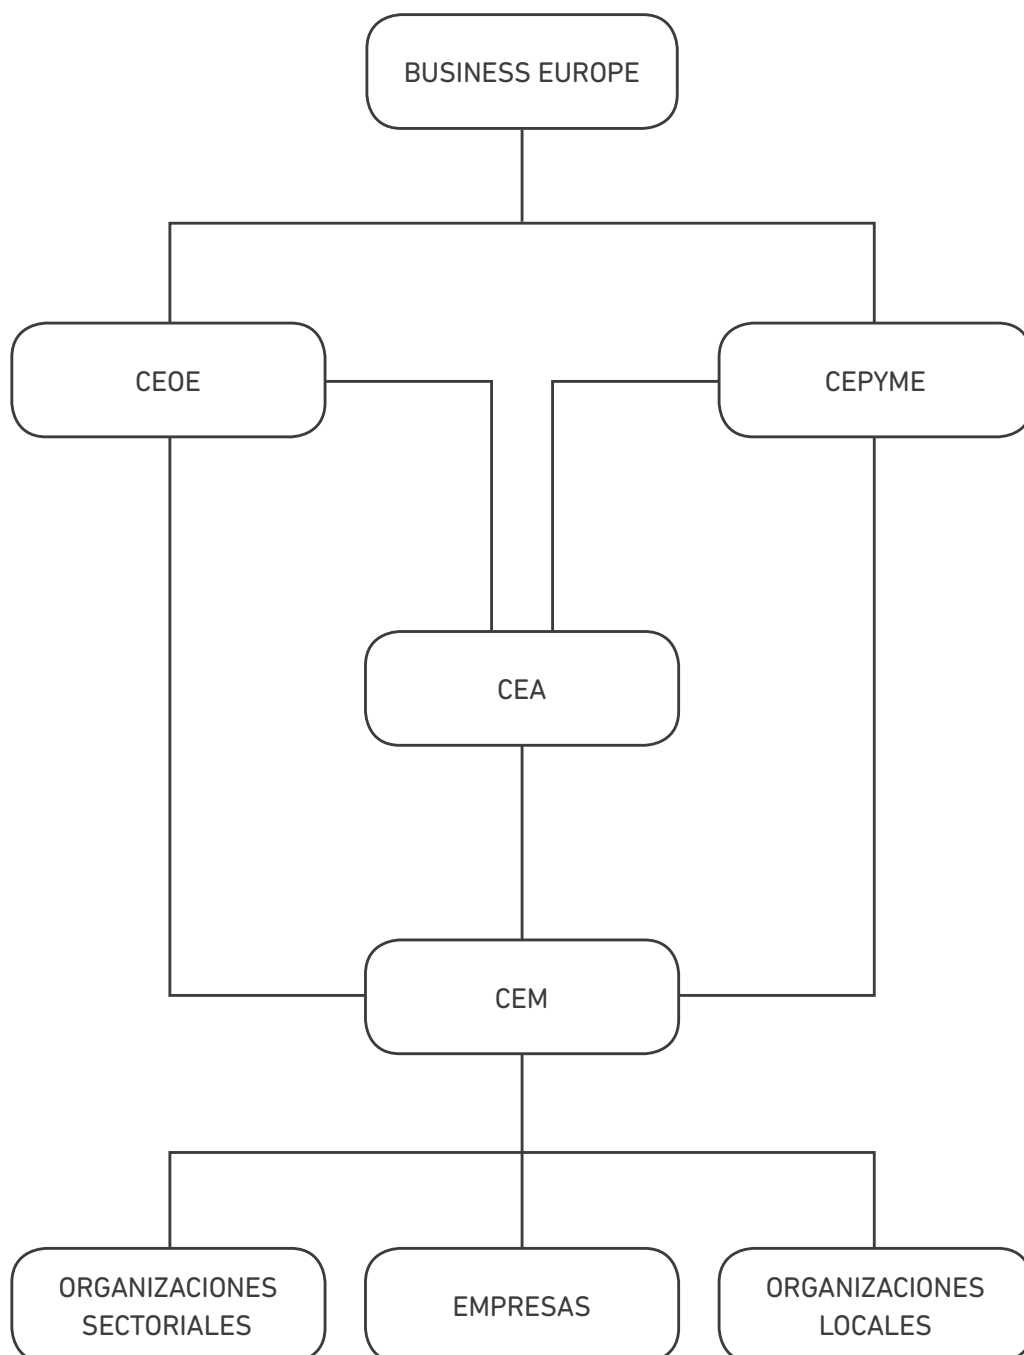 BUSINESS EUROPE
CEOE
CEPYME
CEA
CEM
ORGANIZACIONES
SECTORIALES
EMPRESAS
ORGANIZACIONES
LOCALES